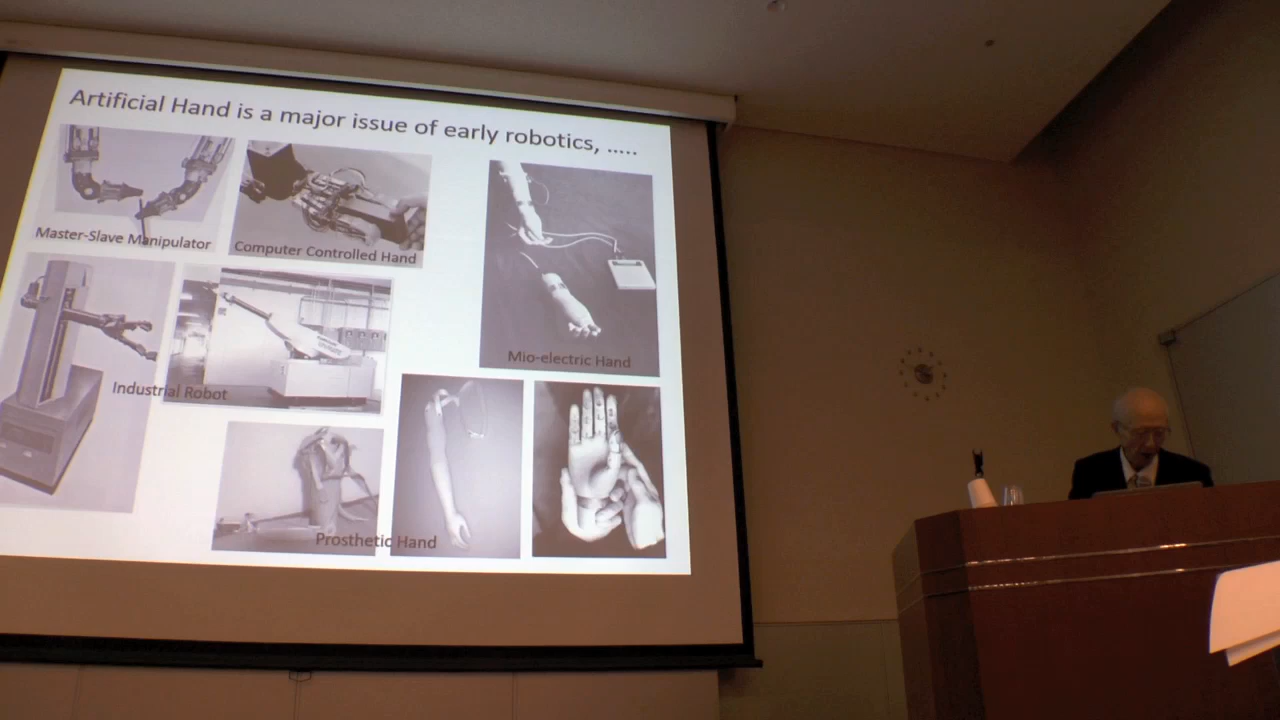 Artificial Hand is a major issue of early robotics, .....
Master-Slave Manipulator
Computer Controlled Hand
Mio-electric Hand
Industrial Robot
Prosthetic Hand